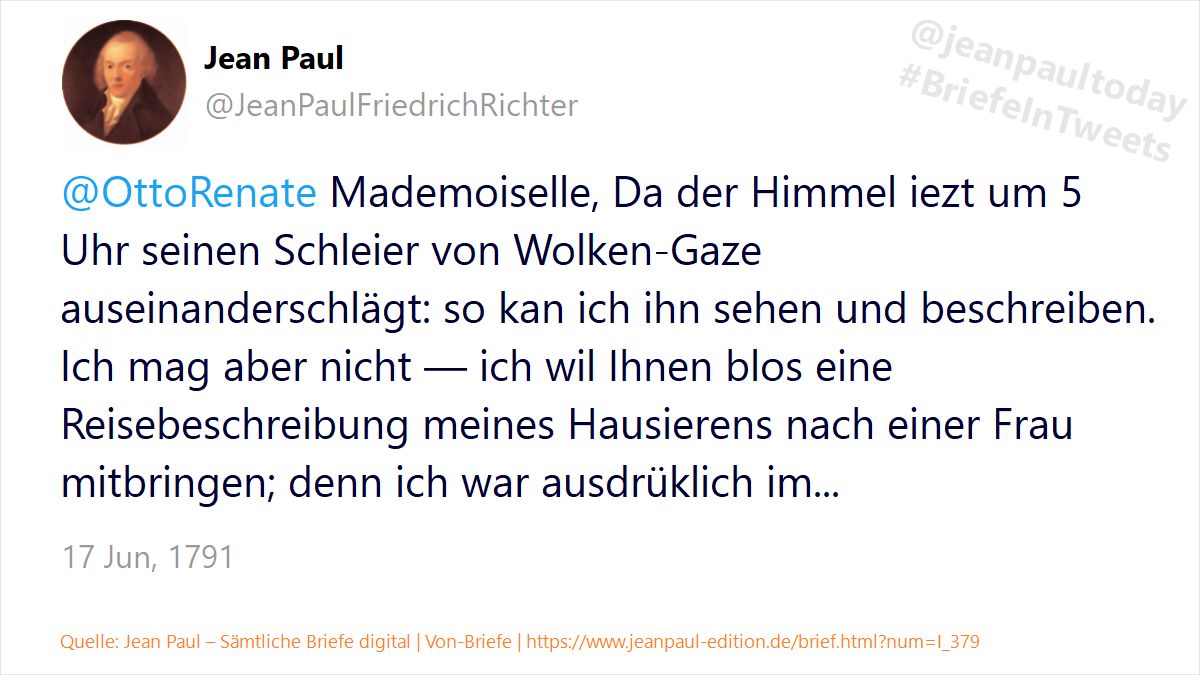 Jean Paul
@JeanPaulFriedrichRichter
@jeanpaultoday
#BriefeInTweets
@OttoRenate Mademoiselle, Da der Himmel iezt um 5
Uhr seinen Schleier von Wolken-Gaze
auseinanderschlägt: so kan ich ihn sehen und beschreiben.
Ich mag aber nicht — ich wil Ihnen blos eine
Reisebeschreibung meines Hausierens nach einer Frau
mitbringen; denn ich war ausdrüklich im...
17 Jun, 1791
Quelle: Jean Paul – Sämtliche Briefe digital | Von-Briefe | https://www.jeanpaul-edition.de/brief.html?num=I_379